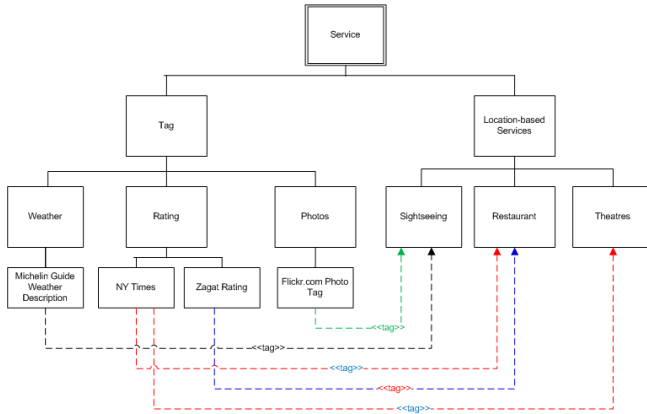 Service
Tag
Location-based
Services
Weather
Rating
Photos
Sightseeing
Restaurant
Theatres
Michelin Guide
Weather
Description
NY Times
Zagat Rating
Flickr.com Photo
Tag
<<tag>>
<<tag>>
<<tag>>
<<tag>>
<<tag>>